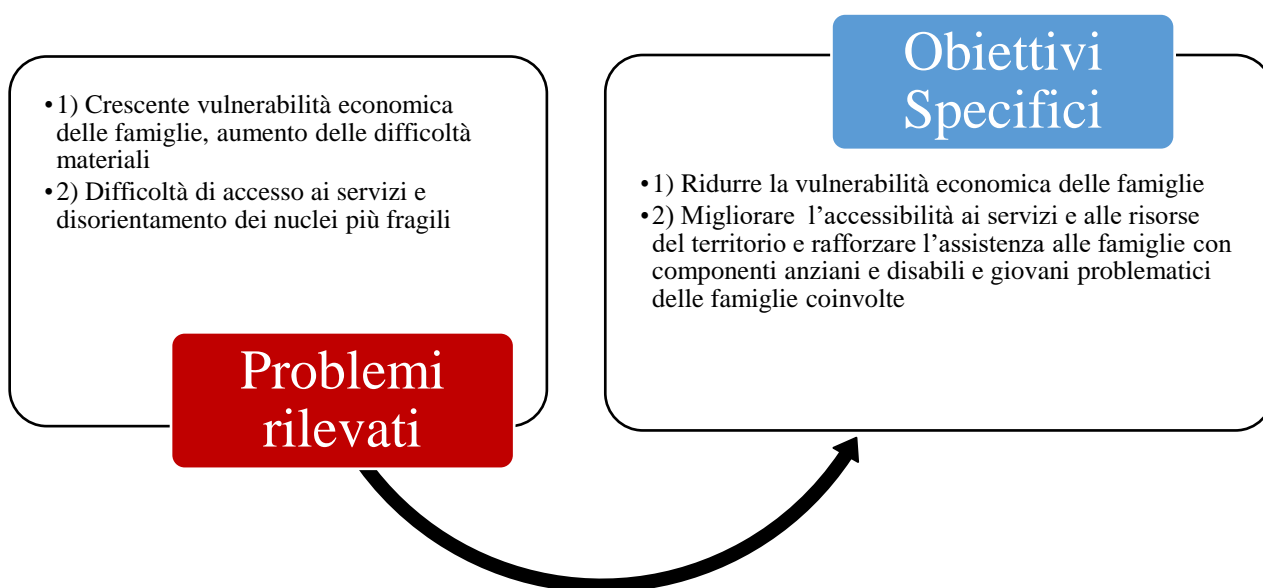 • 1) Crescente vulnerabilità economica
delle famiglie, aumento delle difficoltà
materiali
• 2) Difficoltà di accesso ai servizi e
disorientamento dei nuclei più fragili
Problemi
rilevati
Obiettivi
Specifici
• 1) Ridurre la vulnerabilità economica delle famiglie
• 2) Migliorare l’accessibilità ai servizi e alle risorse
del territorio e rafforzare l’assistenza alle famiglie con
componenti anziani e disabili e giovani problematici
delle famiglie coinvolte